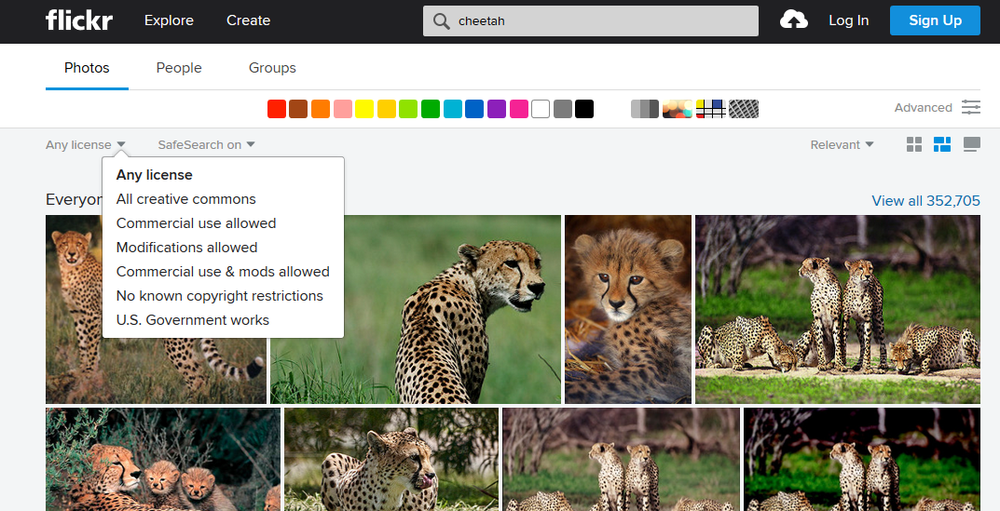 flickr Explore Create cheetah Log In Sign Up
Photos People Groups
Advanced
Any license SafeSearch on Relevant
Any license
All creative commons
Commercial use allowed
Modifications allowed
Commercial use & mods allowed
No known copyright restrictions
U.S. Government works
View all 352,705